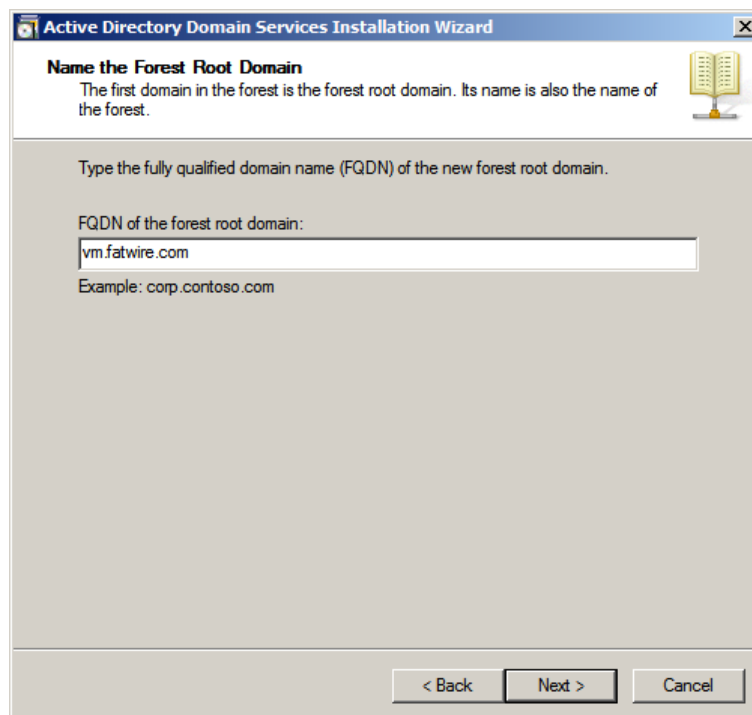 Active Directory Domain Services Installation Wizard
Name the Forest Root Domain
The first domain in the forest is the forest root domain. Its name is also the name of
the forest.
Type the fully qualified domain name (FQDN) of the new forest root domain.
FQDN of the forest root domain:
vm.fatwire.com
Example: corp.contoso.com
< Back Next > Cancel